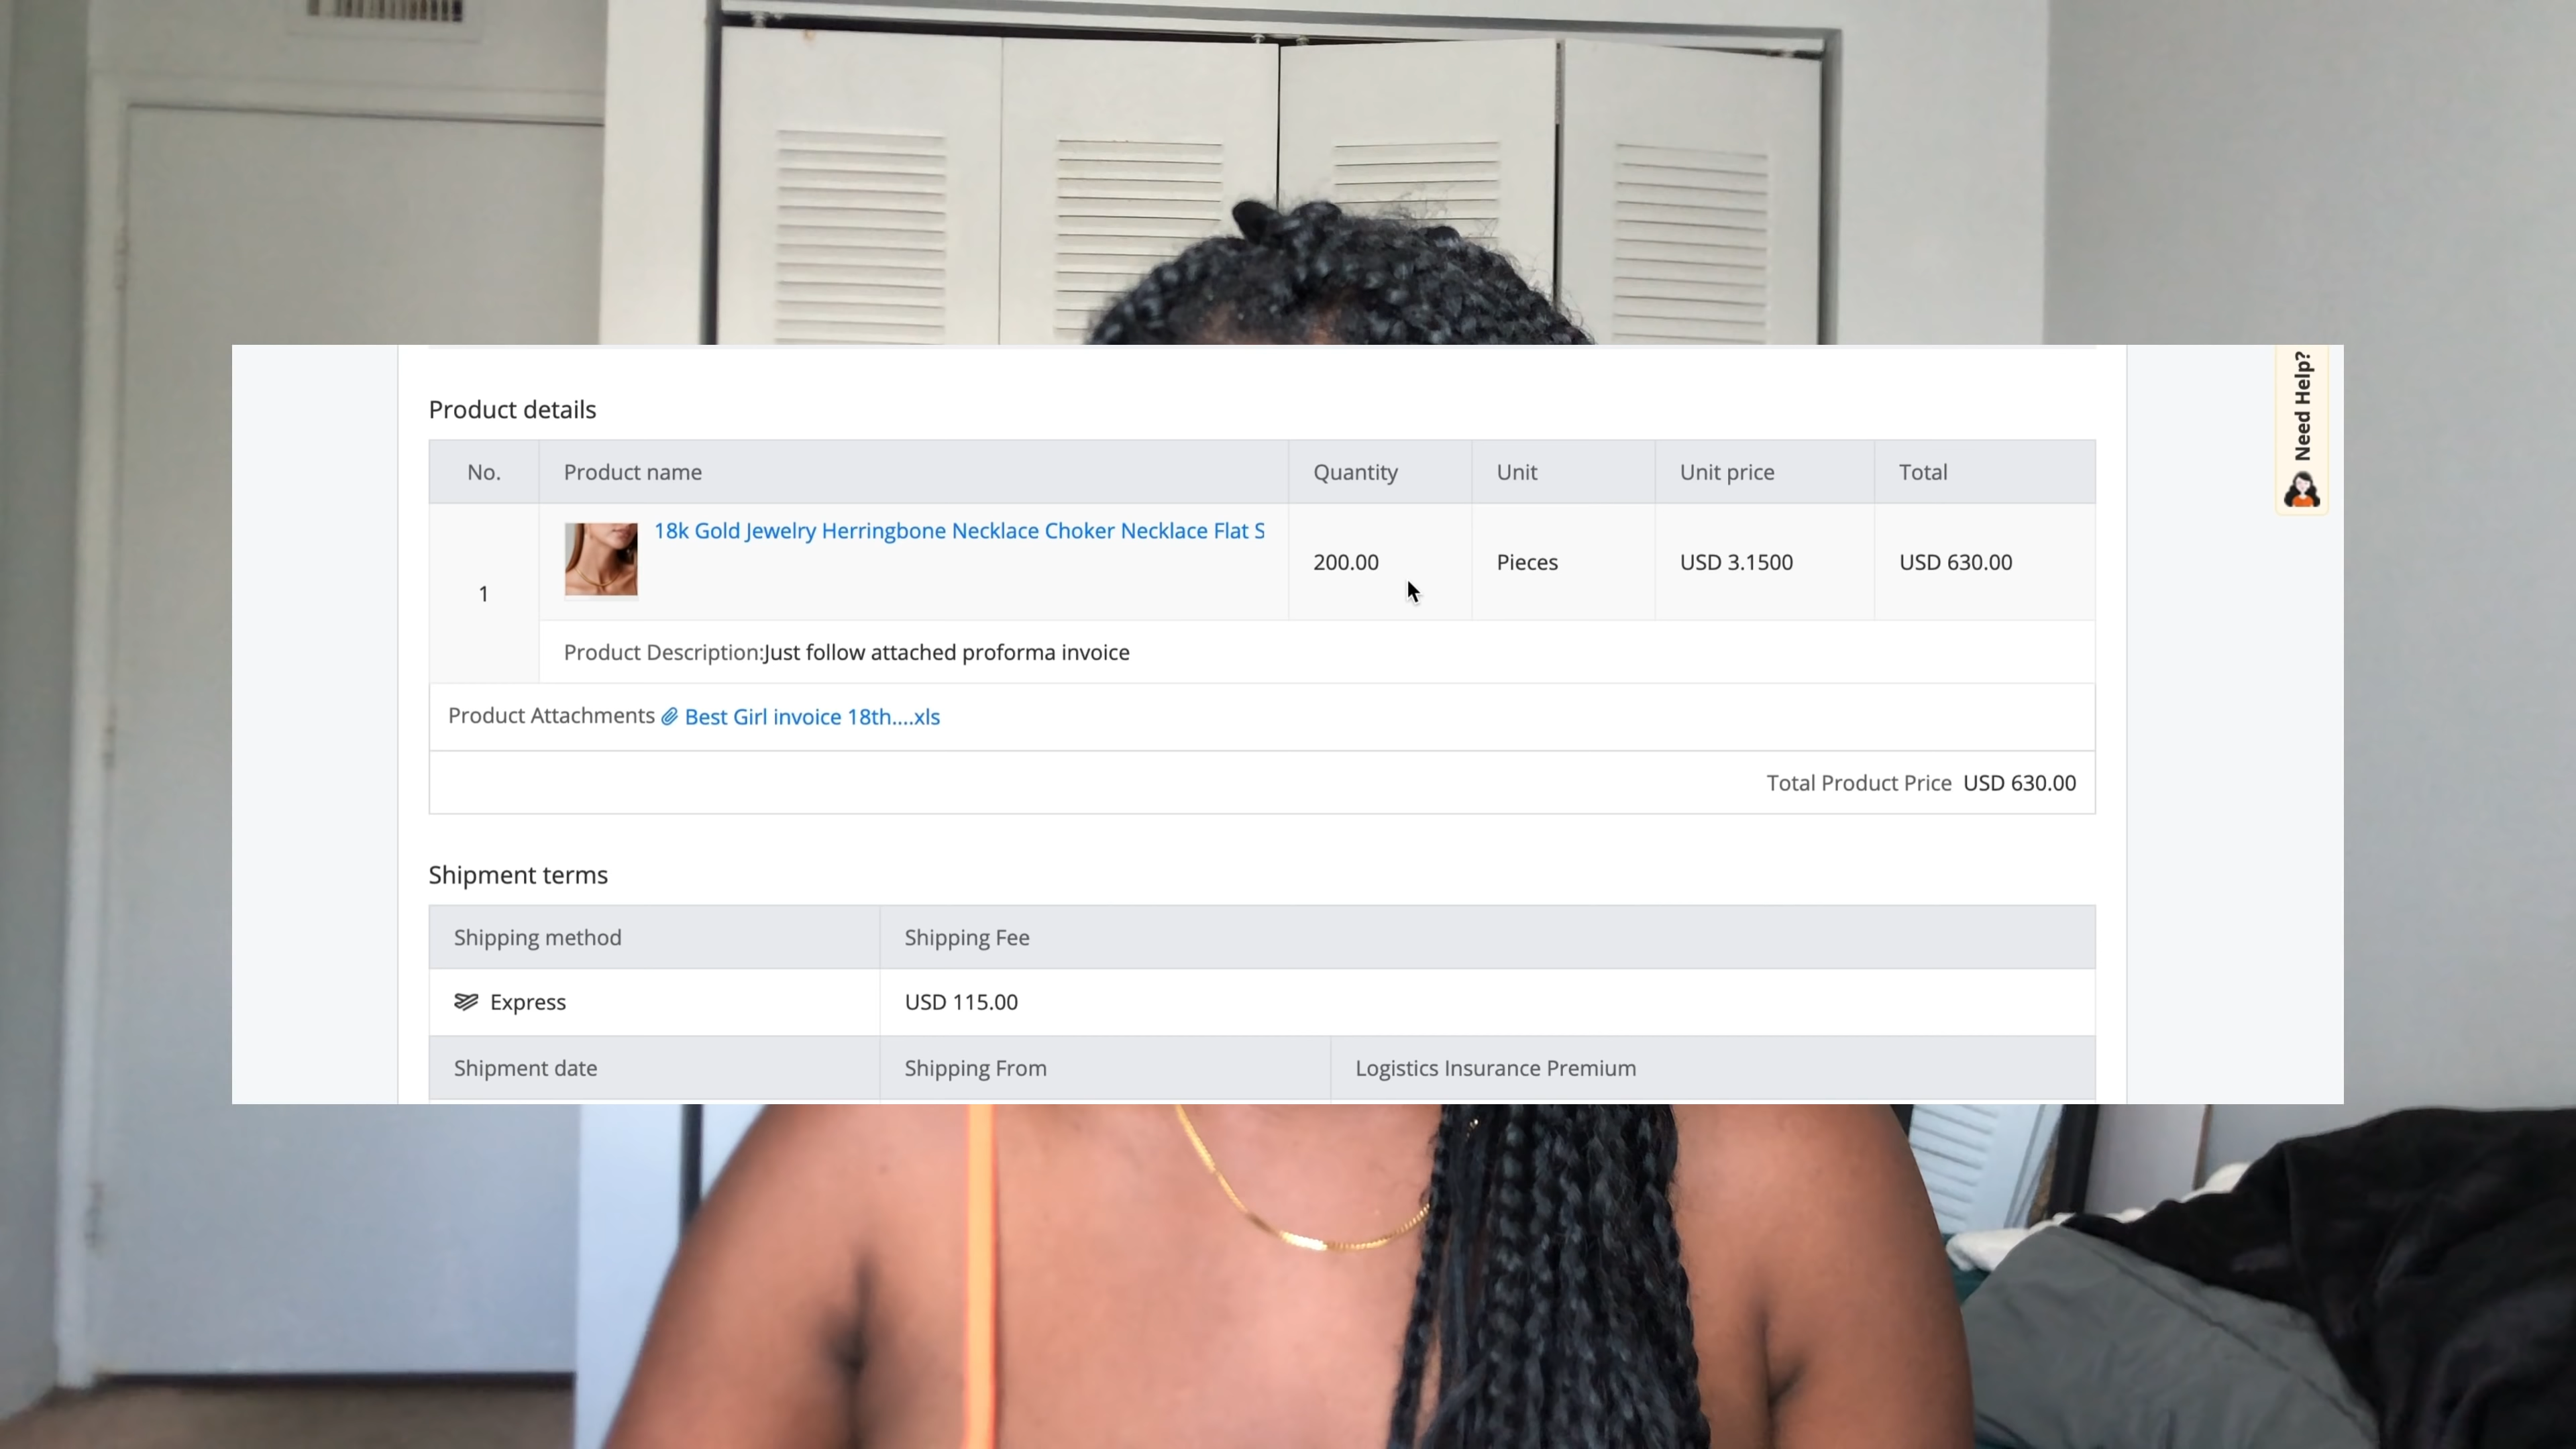 Need Help?
Product details
No. Product name Quantity Unit Unit price Total
1 18k Gold Jewelry Herringbone Necklace Choker Necklace Flat S 200.00 Pieces USD 3.1500 USD 630.00
Product Description:Just follow attached proforma invoice
Product Attachments Best Girl invoice 18th....xls
Total Product Price USD 630.00
Shipment terms
Shipping method Shipping Fee
Express USD 115.00
Shipment date Shipping From Logistics Insurance Premium